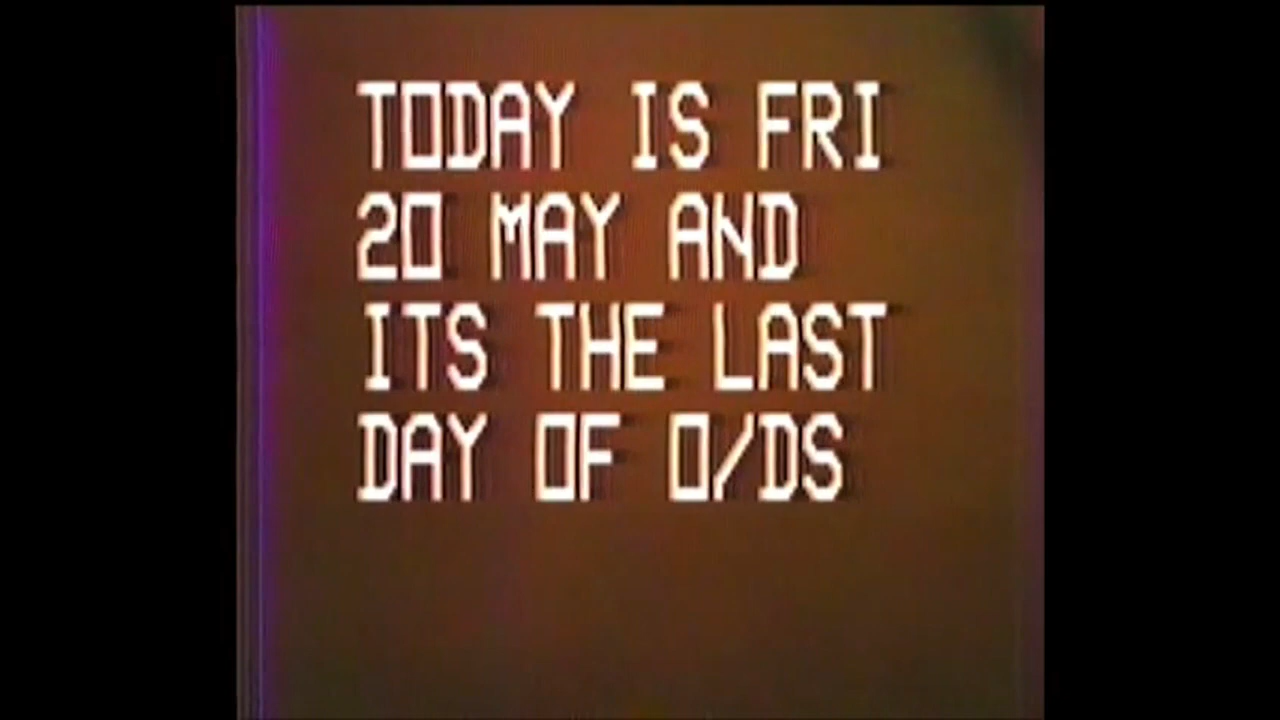 TODAY IS FRI
20 MAY AND
ITS THE LAST
DAY OF O/DS